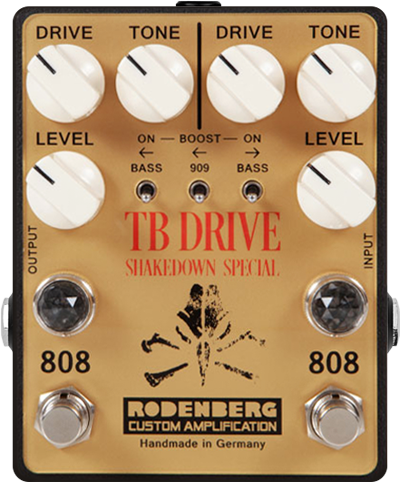 DRIVE TONE DRIVE TONE
LEVEL ON — BOOST — ON LEVEL
← ← →
BASS 909 BASS
TB DRIVE
SHAKEDOWN SPECIAL
OUTPUT
INPUT
808 808
RODENBERG
CUSTOM AMPLIFICATION
Handmade in Germany